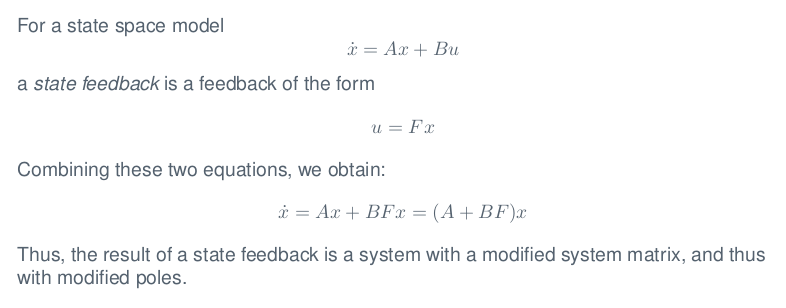 For a state space model
ẋ = Ax + Bu
a state feedback is a feedback of the form
u = Fx
Combining these two equations, we obtain:
ẋ = Ax + BFx = (A + BF)x
Thus, the result of a state feedback is a system with a modified system matrix, and thus
with modified poles.